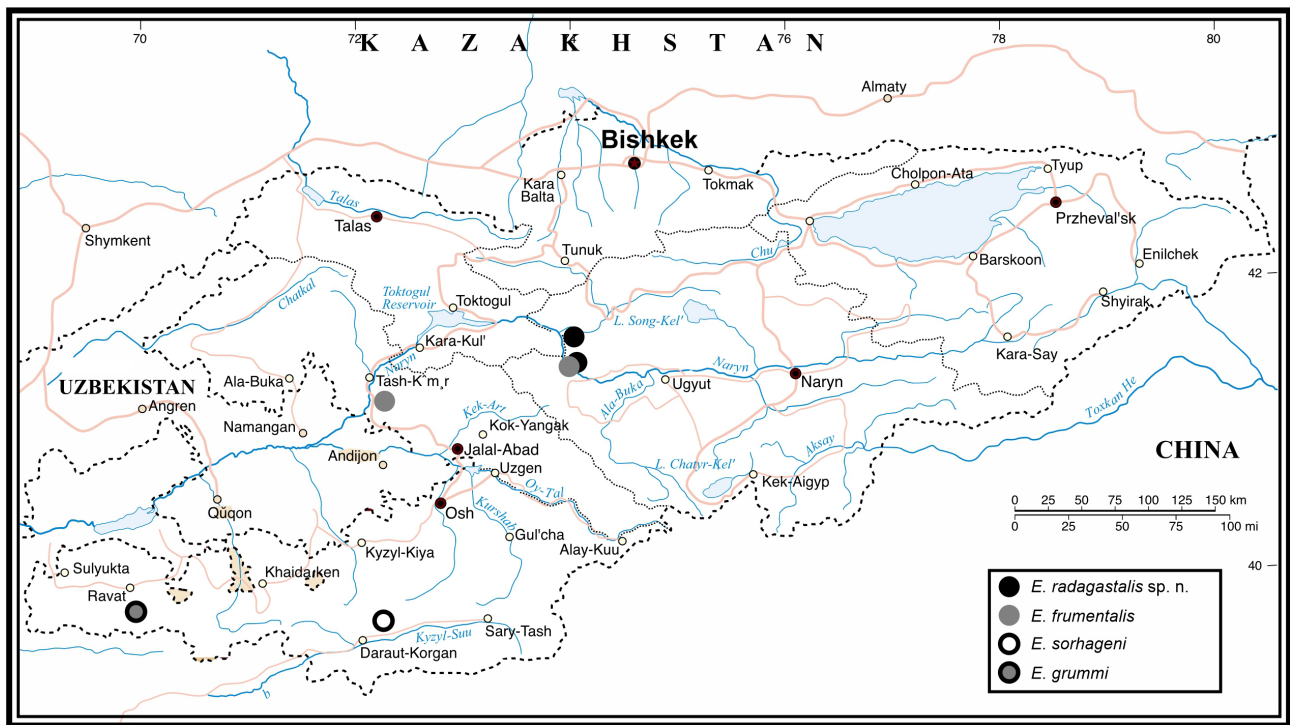 70
72
74
76
78
80
KAZAKHSTAN
Almaty
Bishkek
Kara
Balta
Tokmak
Cholpon-Ata
Tyup
Przheval'sk
Talas
Talas
Shymkent
Tunuk
Chu
Barskoon
Enilchek
42
Chatkal
Toktogul
Reservoir
Toktogul
Shyirak
L. Song-Kel'
Kara-Kul'
Kara-Say
Naryn
Naryn
UZBEKISTAN
Ala-Buka
Tash-K¨m¸r
Ala-Buka
Ugyut
Naryn
Toxkan He
Angren
Namangan
Kek-Art
Kok-Yangak
Jalal-Abad
Andijon
Uzgen
L. Chatyr-Kel'
Aksay
CHINA
Kek-Aigyp
Oy-Tal
Quqon
Osh
Kurshab
Gul'cha
Alay-Kuu
Kyzyl-Kiya
0 25 50 75 100 125 150 km
0 25 50 75 100 mi
40
Sulyukta
Ravat
Khaidarken
Kyzyl-Suu
Sary-Tash
Daraut-Korgan
b
E. radagastalis sp. n.
E. frumentalis
E. sorhageni
E. grummi